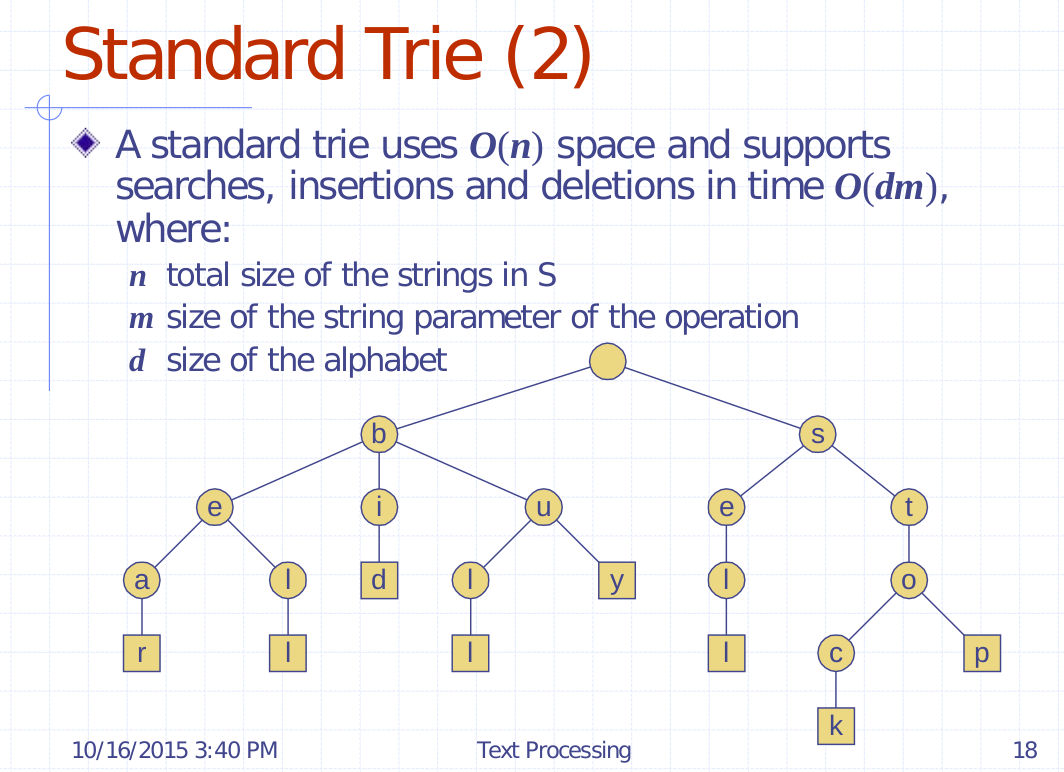 Standard Trie (2)
A standard trie uses O(n) space and supports
searches, insertions and deletions in time O(dm),
where:
n total size of the strings in S
m size of the string parameter of the operation
d size of the alphabet
b s
e i u e t
a l d l y l o
r l l l c p
k
10/16/2015 3:40 PM Text Processing 18